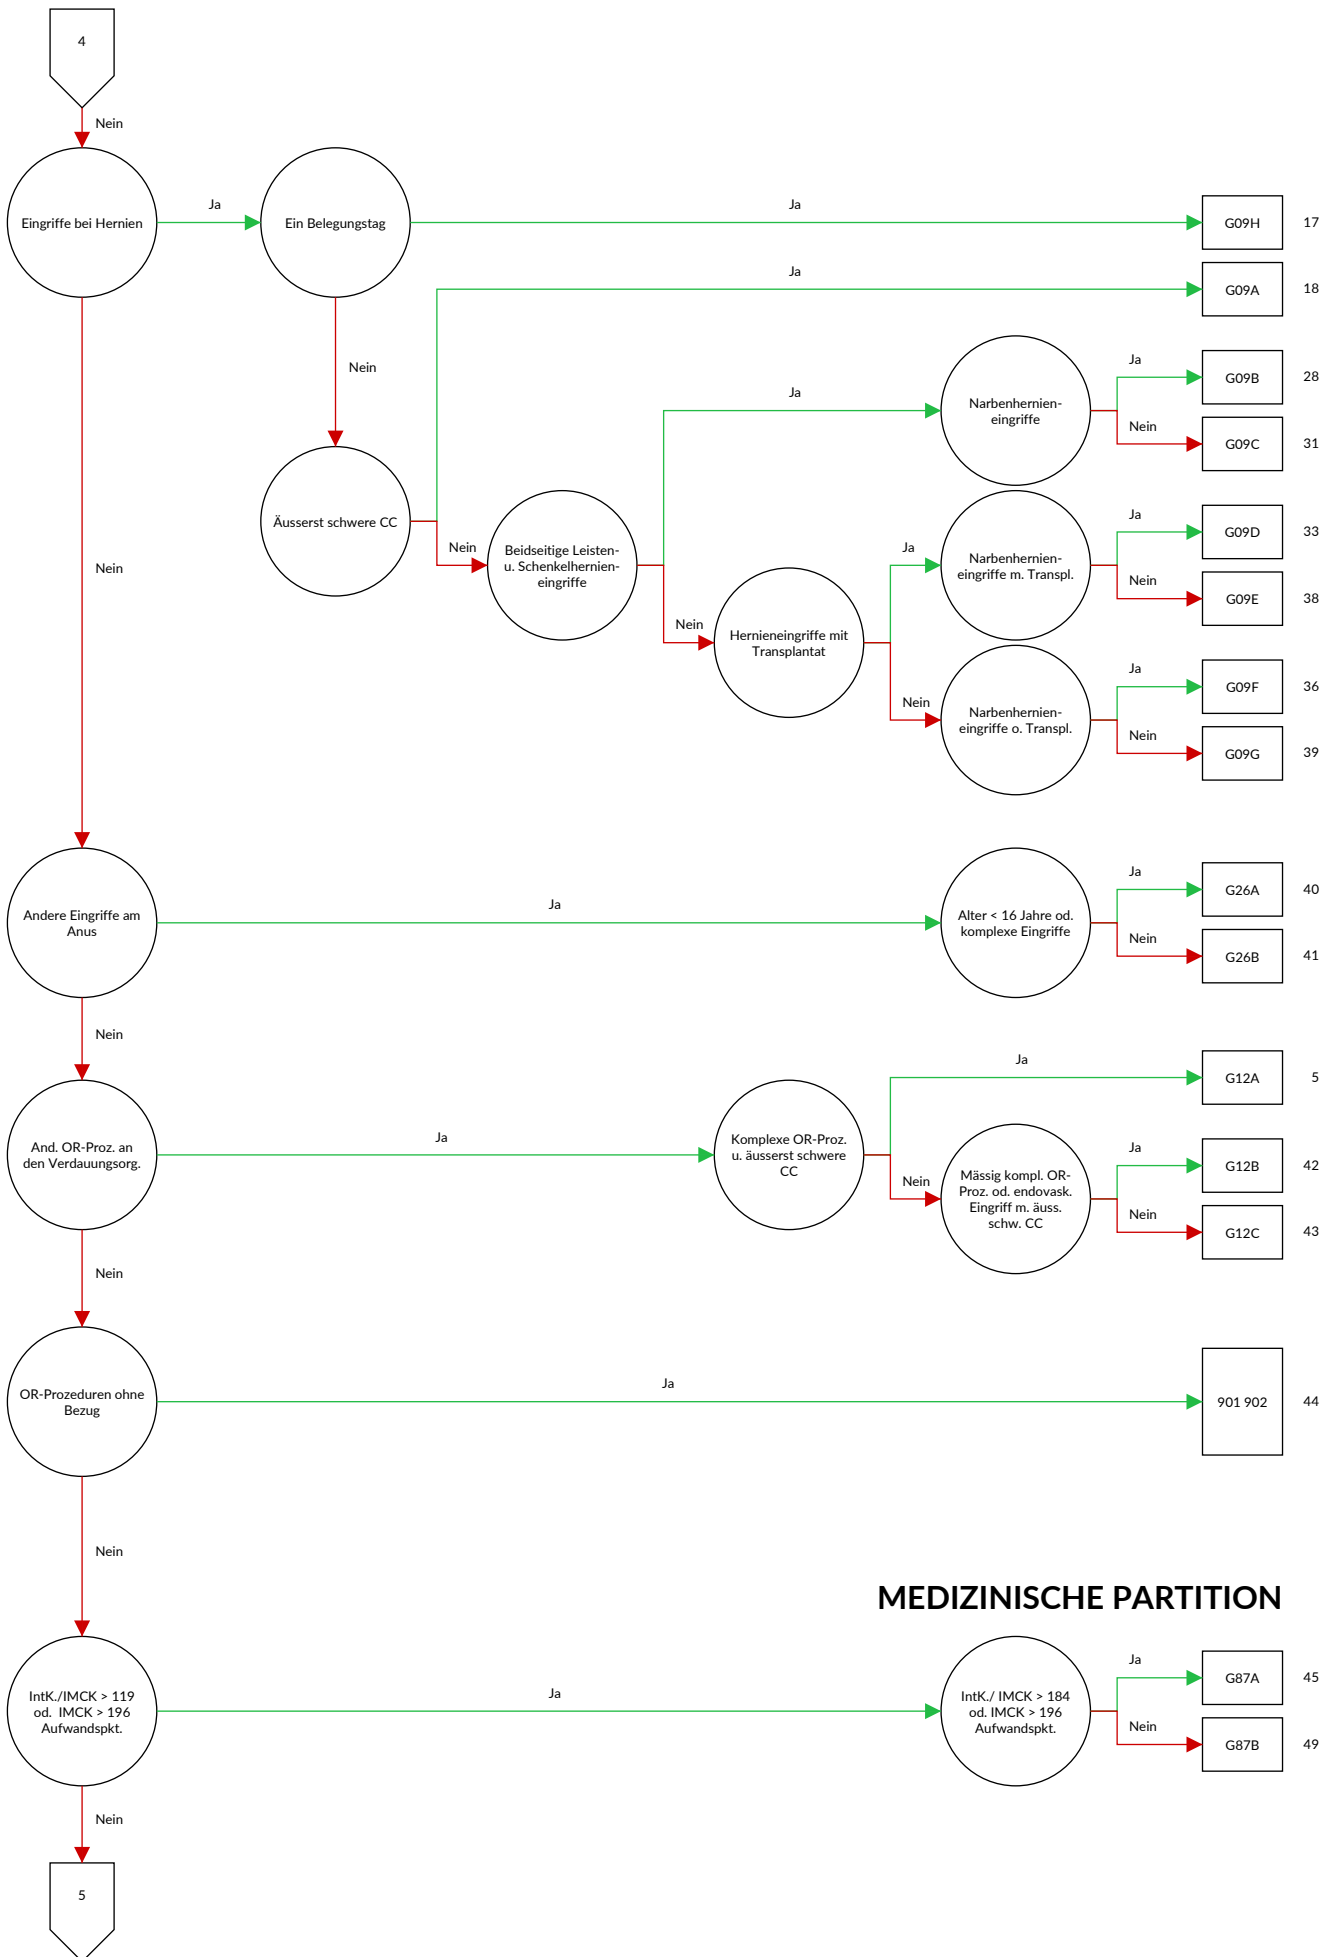 4
Nein
Eingriffe bei Hernien
Ja
Ein Belegungstag
Ja
G09H
17
Ja
G09A
18
Nein
Äusserst schwere CC
Nein
Beidseitige Leisten-
u. Schenkelhernien-
eingriffe
Ja
Narbenhernien-
eingriffe
Ja
G09B
28
Nein
G09C
31
Nein
Hernieneingriffe mit
Transplantat
Ja
Narbenhernien-
eingriffe m. Transpl.
Ja
G09D
33
Nein
G09E
38
Nein
Narbenhernien-
eingriffe o. Transpl.
Ja
G09F
36
Nein
G09G
39
Nein
Andere Eingriffe am
Anus
Ja
Alter < 16 Jahre od.
komplexe Eingriffe
Ja
G26A
40
Nein
G26B
41
Nein
And. OR-Proz. an
den Verdauungsorg.
Ja
Komplexe OR-Proz.
u. äusserst schwere
CC
Ja
G12A
5
Nein
Mässig kompl. OR-
Proz. od. endovask.
Eingriff m. äuss.
schw. CC
Ja
G12B
42
Nein
G12C
43
Nein
OR-Prozeduren ohne
Bezug
Ja
901 902
44
Nein
MEDIZINISCHE PARTITION
IntK./IMCK > 119
od. IMCK > 196
Aufwandspkt.
Ja
IntK./ IMCK > 184
od. IMCK > 196
Aufwandspkt.
Ja
G87A
45
Nein
G87B
49
Nein
5